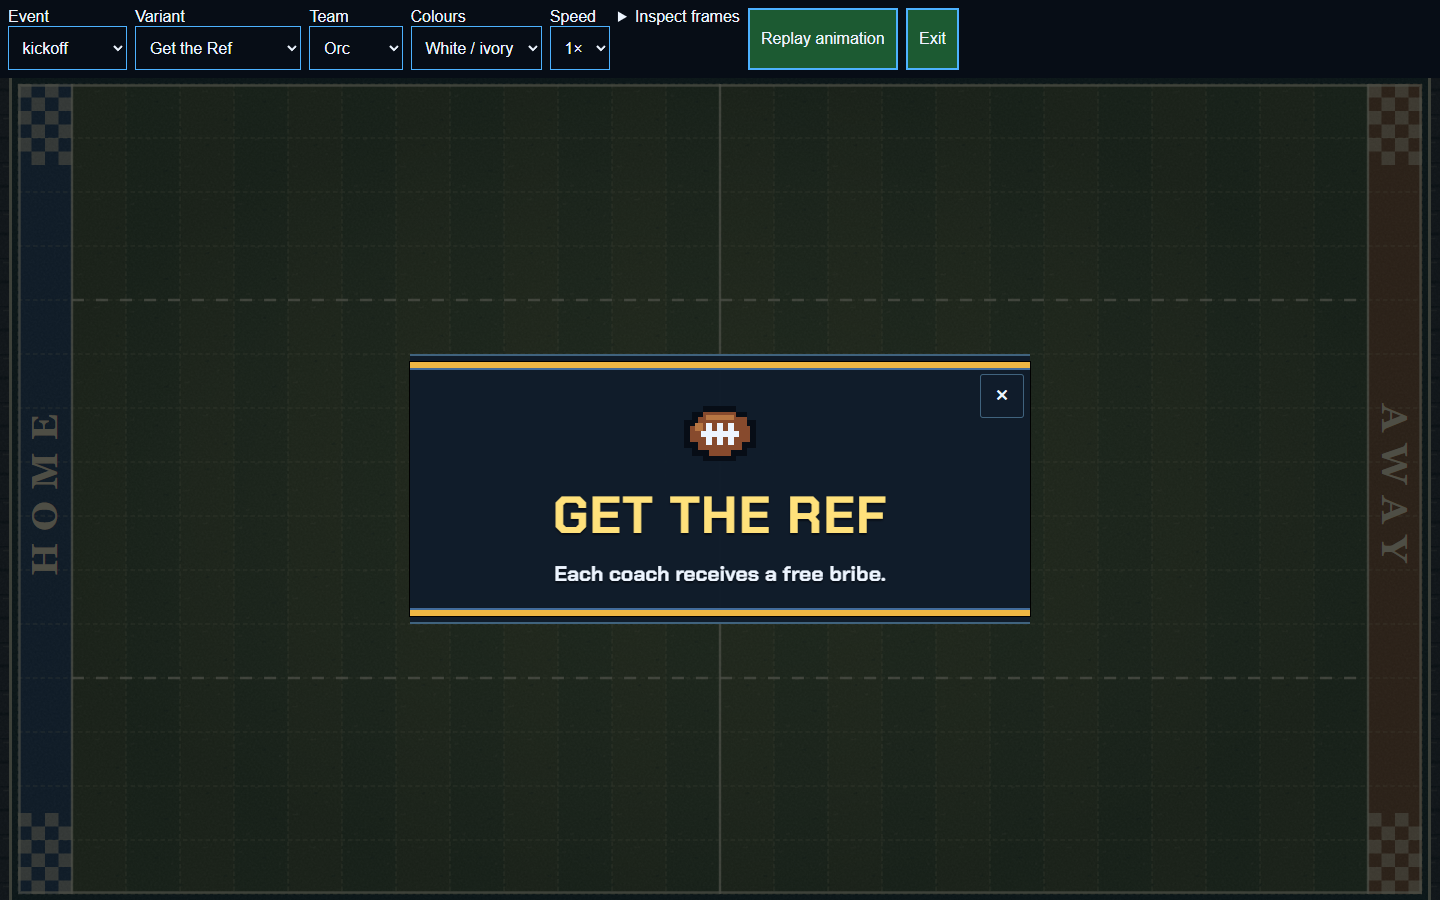 Event
Variant
Team
Colours
Speed
▶ Inspect frames
Replay animation
Exit
kickoff
Get the Ref
Orc
White / ivory
1×
HOME
AWAY
×
GET THE REF
Each coach receives a free bribe.